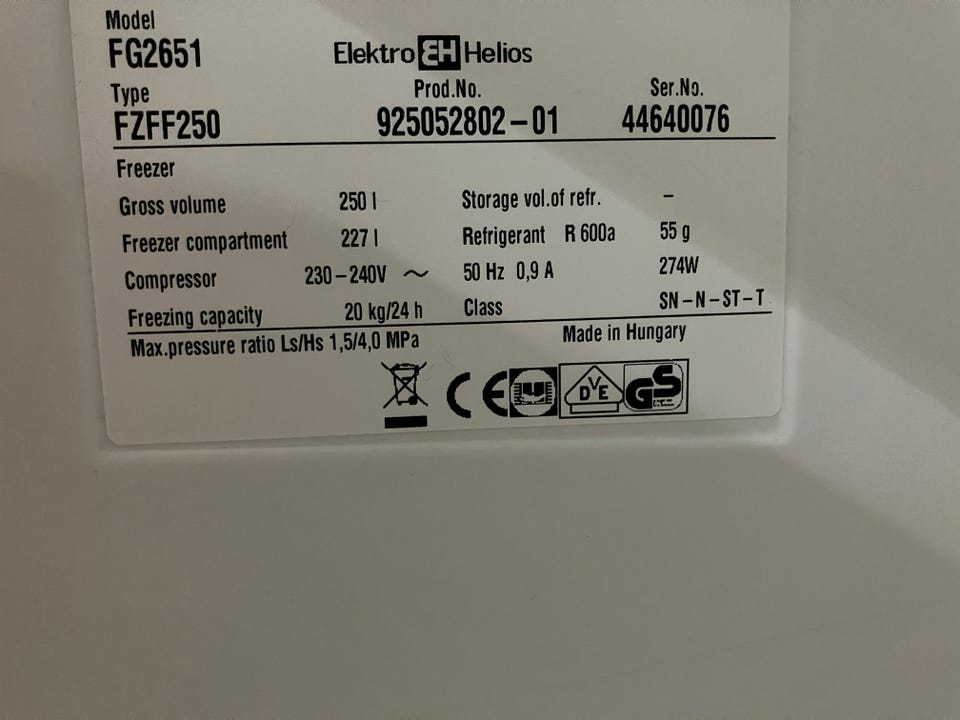 Model
FG2651 Elektro EH Helios
Type Prod.No. Ser.No.
FZFF250 925052802-01 44640076
Freezer
Gross volume 250 l Storage vol.of refr. –
Freezer compartment 227 l Refrigerant R 600a 55 g
Compressor 230-240V ~ 50 Hz 0,9 A 274W
Freezing capacity 20 kg/24 h Class SN-N-ST-T
Max.pressure ratio Ls/Hs 1,5/4,0 MPa Made in Hungary
CE DVE GS